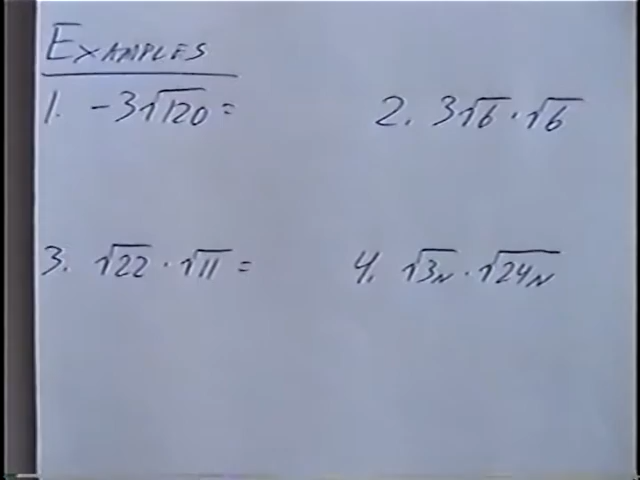 EXAMPLES
1. -3√120 =
2. 3√6 · √6
3. √22 · √11 =
4. √3N · √24N